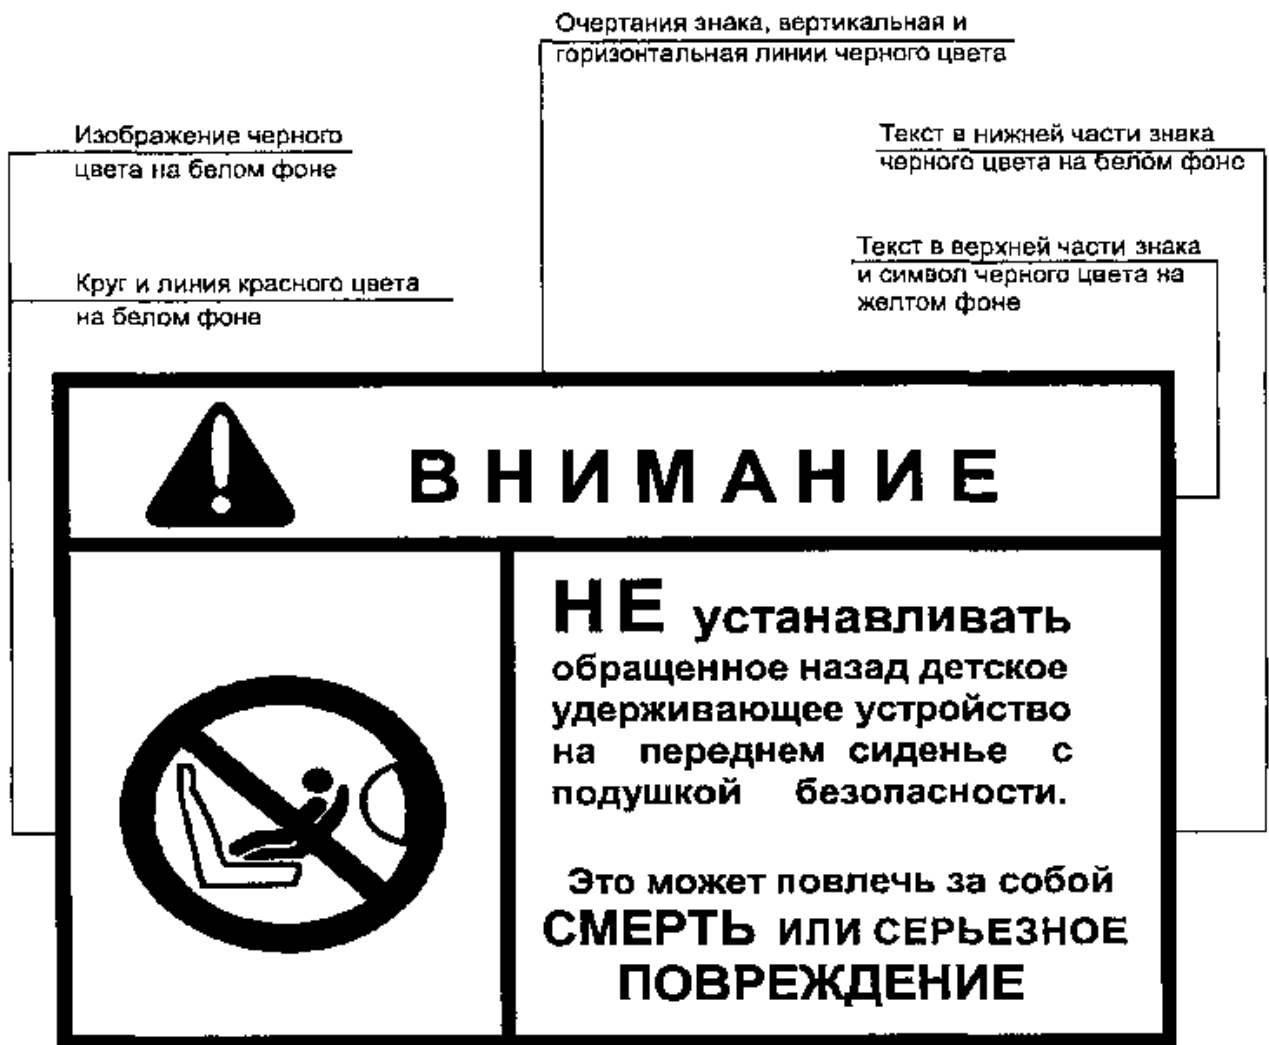 Очертания знака, вертикальная и
горизонтальная линии черного цвета
Изображение черного
цвета на белом фоне
Текст в нижней части знака
черного цвета на белом фоне
Текст в верхней части знака
и символ черного цвета на
желтом фоне
Круг и линия красного цвета
на белом фоне
ВНИМАНИЕ
НЕ устанавливать
обращенное назад детское
удерживающее устройство
на переднем сиденье с
подушкой безопасности.
Это может повлечь за собой
СМЕРТЬ ИЛИ СЕРЬЕЗНОЕ
ПОВРЕЖДЕНИЕ